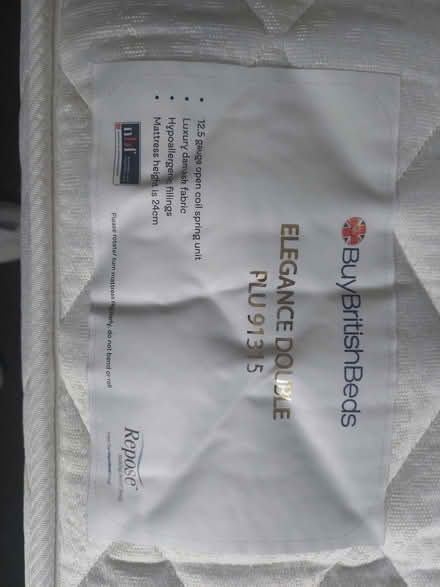 BuyBritishBeds
ELEGANCE DOUBLE
PLU 91315
• 12.5 gauge open coil spring unit
• Luxury damask fabric
• Hypoallergenic fillings
• Mattress height is 24cm
nbf
Please rotate/ turn mattress regularly, do not bend or roll
Repose